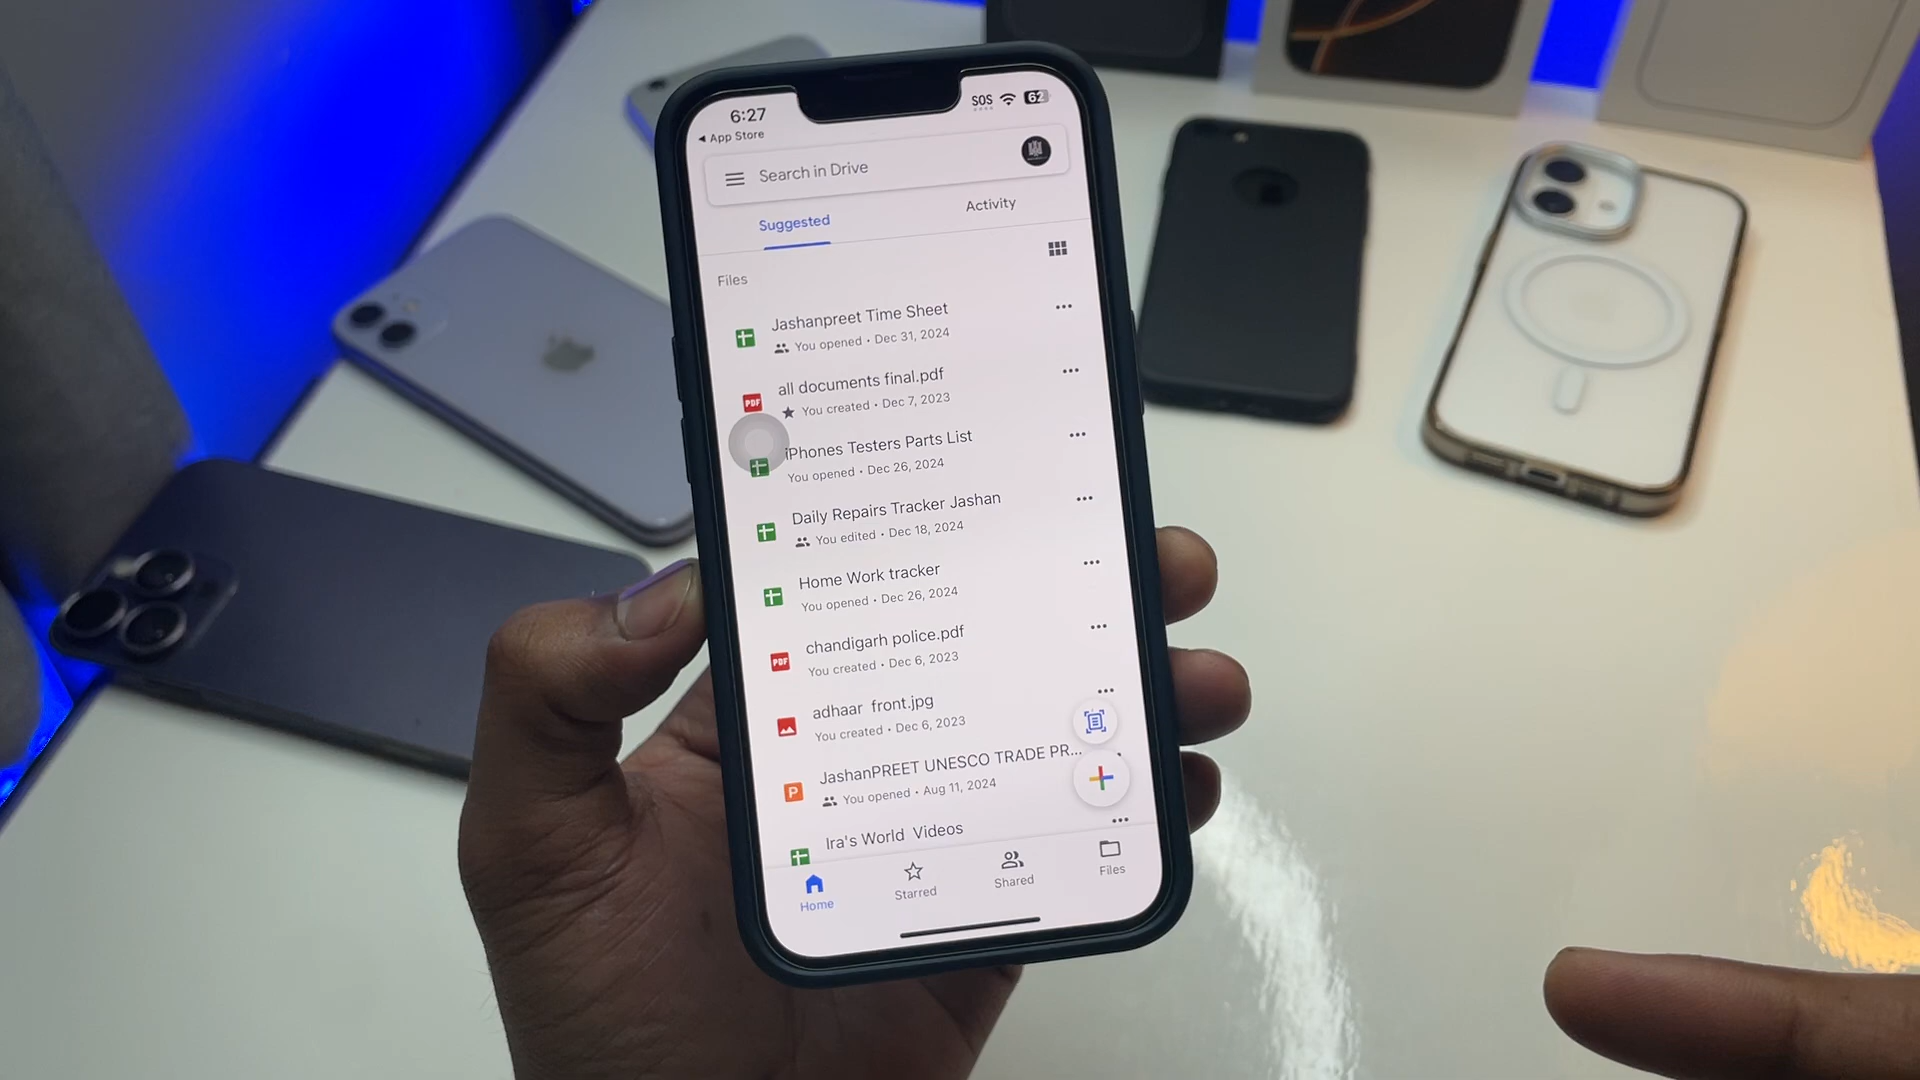 6:27
SOS 62
App Store
Search in Drive
Suggested
Activity
Files
Jashanpreet Time Sheet
You opened • Dec 31, 2024
all documents final.pdf
PDF
You created • Dec 7, 2023
iPhones Testers Parts List
You opened • Dec 26, 2024
Daily Repairs Tracker Jashan
You edited • Dec 18, 2024
Home Work tracker
You opened • Dec 26, 2024
chandigarh police.pdf
PDF
You created • Dec 6, 2023
adhaar front.jpg
You created • Dec 6, 2023
JashanPREET UNESCO TRADE PR...
P
You opened • Aug 11, 2024
Ira's World Videos
Home
Starred
Shared
Files